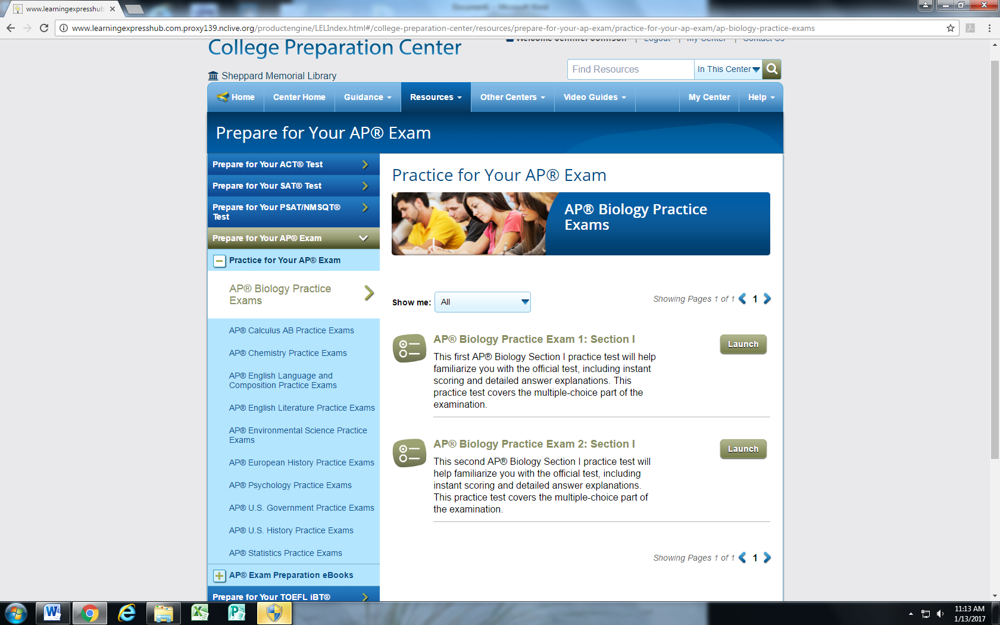 www.learningexpresshub
Document1 - Microsoft Word
www.learningexpresshub.com.proxy139.nclive.org/productengine/LELIndex.html#/college-preparation-center/resources/prepare-for-your-ap-exam/practice-for-your-ap-exam/ap-biology-practice-exams
Welcome Jennifer Johnson | Logout | My Center | Contact Us
College Preparation Center
Find Resources
In This Center
Sheppard Memorial Library
Home
Center Home
Guidance
Resources
Other Centers
Video Guides
My Center
Help
Prepare for Your AP® Exam
Prepare for Your ACT® Test
Prepare for Your SAT® Test
Prepare for Your PSAT/NMSQT®
Test
Prepare for Your AP® Exam
Practice for Your AP® Exam
AP® Biology Practice
Exams
AP® Calculus AB Practice Exams
AP® Chemistry Practice Exams
AP® English Language and
Composition Practice Exams
AP® English Literature Practice Exams
AP® Environmental Science Practice
Exams
AP® European History Practice Exams
AP® Psychology Practice Exams
AP® U.S. Government Practice Exams
AP® U.S. History Practice Exams
AP® Statistics Practice Exams
AP® Exam Preparation eBooks
Prepare for Your TOEFL iBT®
Practice for Your AP® Exam
AP® Biology Practice
Exams
Show me:
All
Showing Pages 1 of 1
1
AP® Biology Practice Exam 1: Section I
Launch
This first AP® Biology Section I practice test will help
familiarize you with the official test, including instant
scoring and detailed answer explanations. This
practice test covers the multiple-choice part of the
examination.
AP® Biology Practice Exam 2: Section I
Launch
This second AP® Biology Section I practice test will
help familiarize you with the official test, including
instant scoring and detailed answer explanations.
This practice test covers the multiple-choice part of
the examination.
Showing Pages 1 of 1
1
11:13 AM
1/13/2017